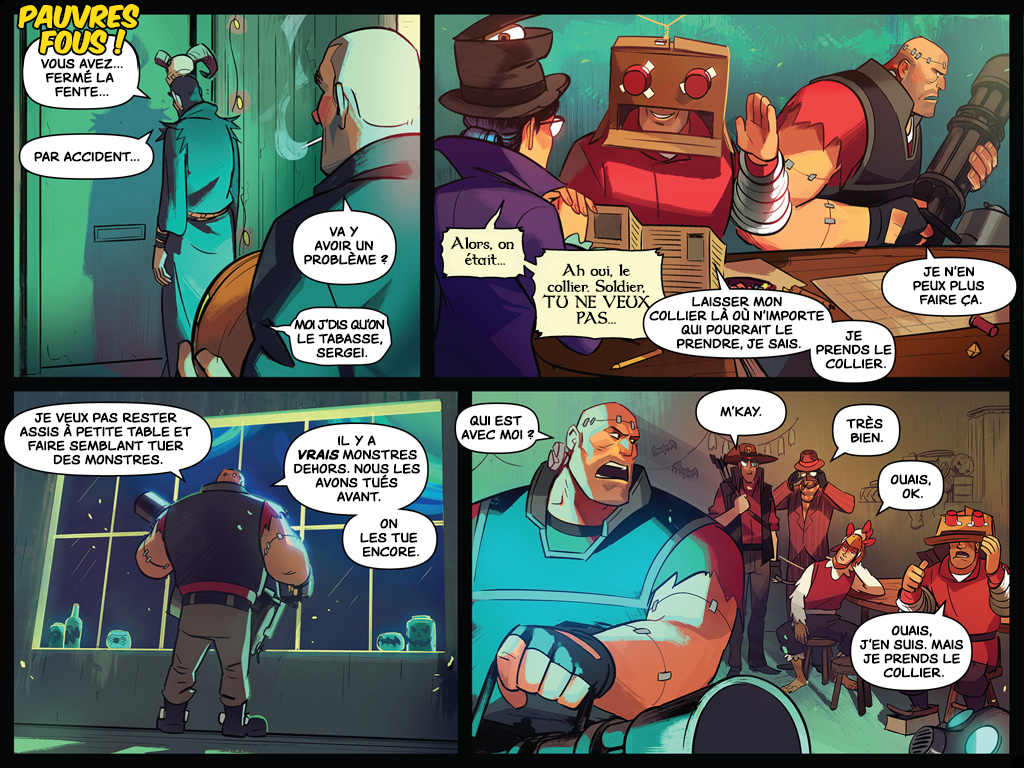 PAUVRES
FOUS !
VOUS AVEZ...
FERMÉ LA
FENTE...
PAR ACCIDENT...
VA Y
AVOIR UN
PROBLÈME ?
MOI J'DIS QU'ON
LE TABASSE,
SERGEI.
Alors, on
était...
Ah oui, le
collier. Soldier,
TU NE VEUX
PAS...
LAISSER MON
COLLIER LÀ OÙ N'IMPORTE
QUI POURRAIT LE
PRENDRE, JE SAIS.
JE
PRENDS LE
COLLIER.
JE N'EN
PEUX PLUS
FAIRE ÇA.
JE VEUX PAS RESTER
ASSIS À PETITE TABLE ET
FAIRE SEMBLANT TUER
DES MONSTRES.
IL Y A
VRAIS MONSTRES
DEHORS. NOUS LES
AVONS TUÉS
AVANT.
ON
LES TUE
ENCORE.
QUI EST
AVEC MOI ?
M'KAY.
TRÈS
BIEN.
OUAIS,
OK.
OUAIS,
J'EN SUIS. MAIS
JE PRENDS LE
COLLIER.